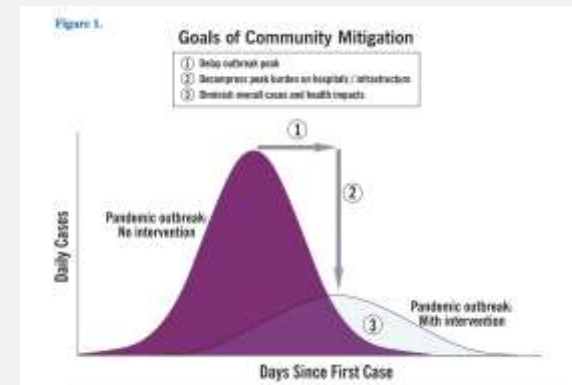 Figure 1.
Goals of Community Mitigation
① Delay outbreak peak
② Decompress peak burden on hospitals / infrastructure
③ Diminish overall cases and health impacts
①
②
Pandemic outbreak:
No intervention
Daily Cases
Pandemic outbreak:
With intervention
③
Days Since First Case